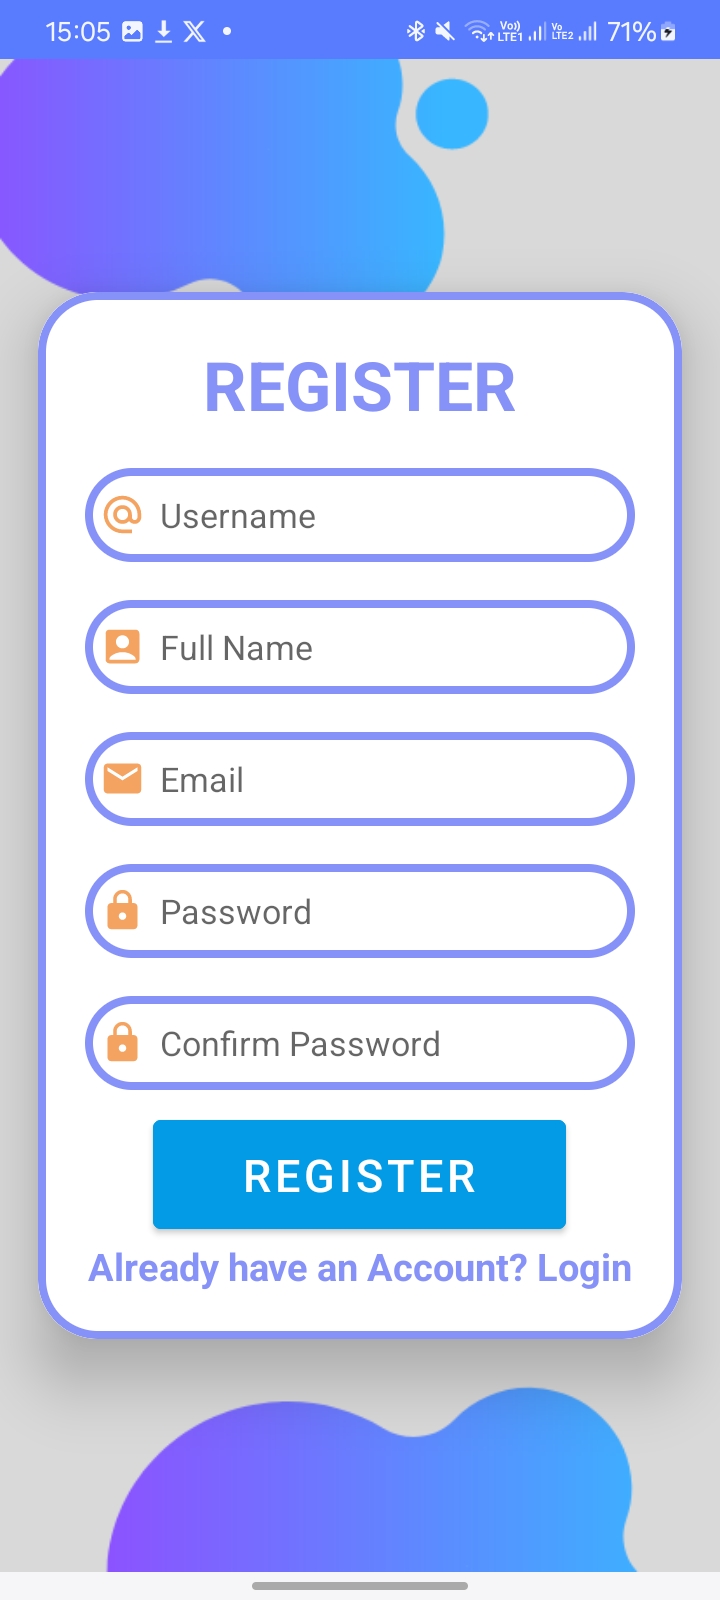 15:05 Vo)) LTE1 Vo LTE2 71%
REGISTER
Username
Full Name
Email
Password
Confirm Password
REGISTER
Already have an Account? Login